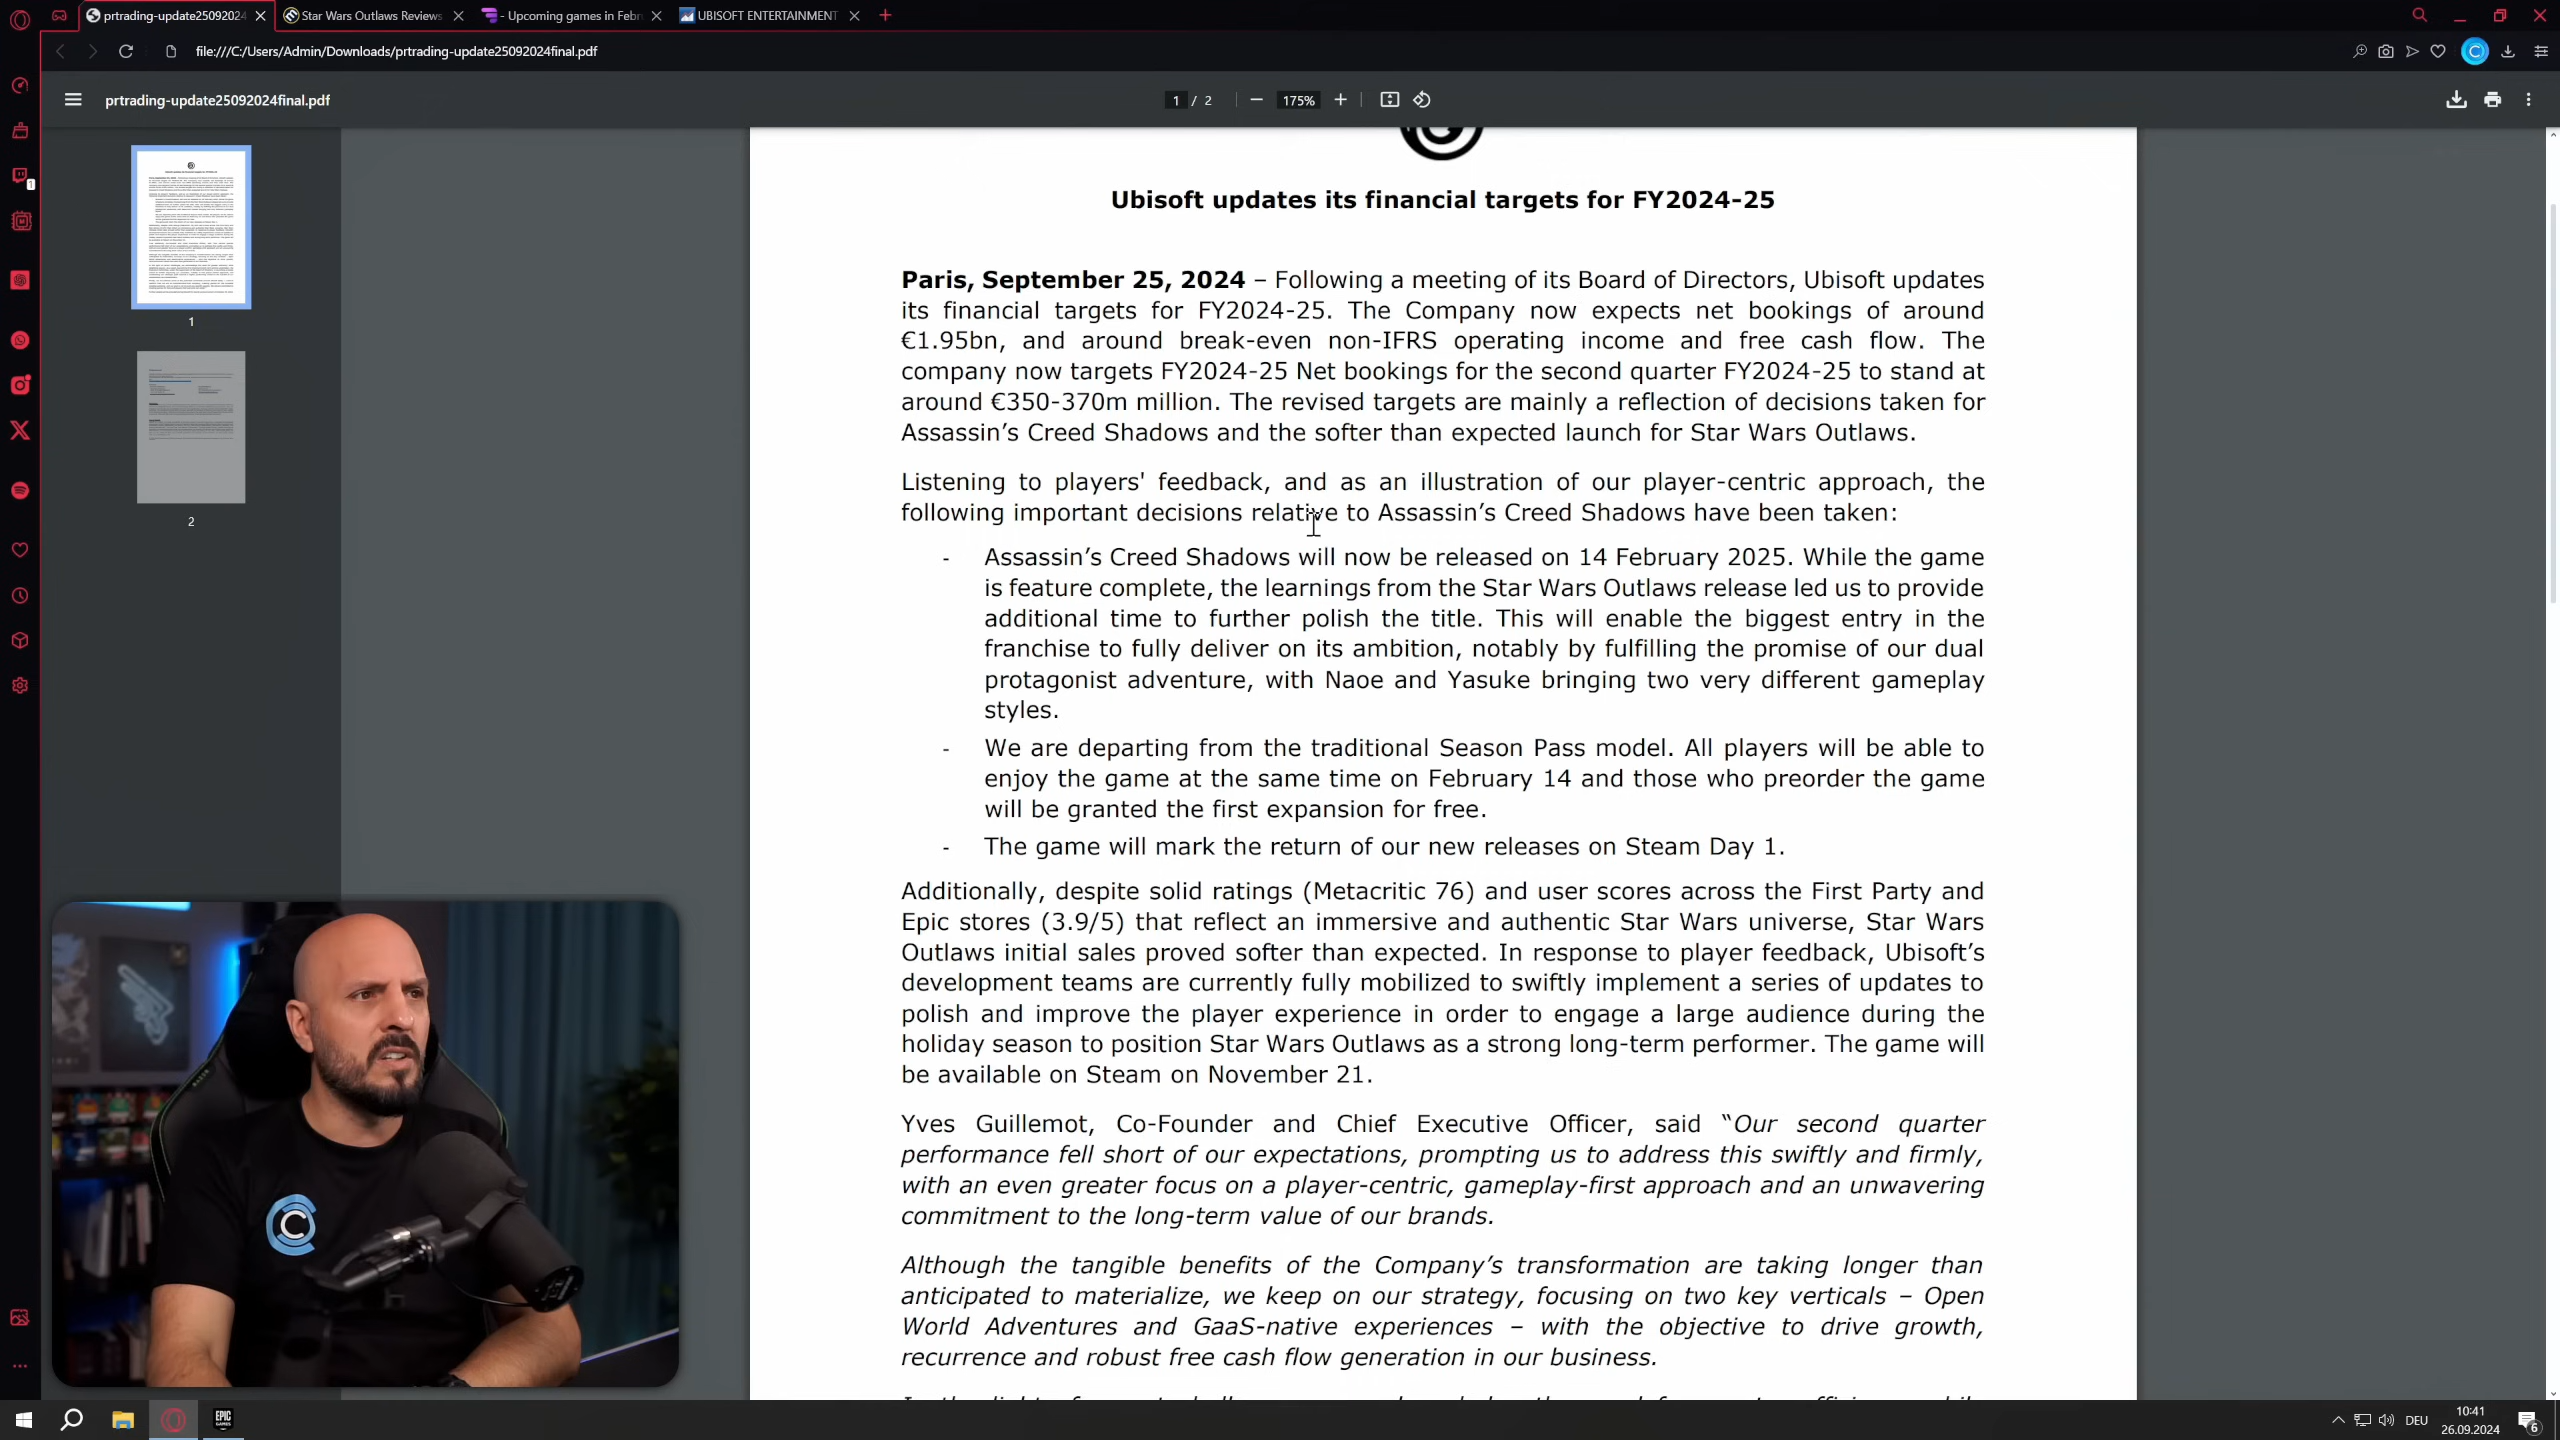 prtrading-update25092024
Star Wars Outlaws Reviews
- Upcoming games in Febr
UBISOFT ENTERTAINMENT
file:///C:/Users/Admin/Downloads/prtrading-update25092024final.pdf
prtrading-update25092024final.pdf
1 / 2
175%
1
1
2
Ubisoft updates its financial targets for FY2024-25
Paris, September 25, 2024 – Following a meeting of its Board of Directors, Ubisoft updates
its financial targets for FY2024-25. The Company now expects net bookings of around
€1.95bn, and around break-even non-IFRS operating income and free cash flow. The
company now targets FY2024-25 Net bookings for the second quarter FY2024-25 to stand at
around €350-370m million. The revised targets are mainly a reflection of decisions taken for
Assassin’s Creed Shadows and the softer than expected launch for Star Wars Outlaws.
Listening to players' feedback, and as an illustration of our player-centric approach, the
following important decisions relative to Assassin’s Creed Shadows have been taken:
- Assassin’s Creed Shadows will now be released on 14 February 2025. While the game
is feature complete, the learnings from the Star Wars Outlaws release led us to provide
additional time to further polish the title. This will enable the biggest entry in the
franchise to fully deliver on its ambition, notably by fulfilling the promise of our dual
protagonist adventure, with Naoe and Yasuke bringing two very different gameplay
styles.
- We are departing from the traditional Season Pass model. All players will be able to
enjoy the game at the same time on February 14 and those who preorder the game
will be granted the first expansion for free.
- The game will mark the return of our new releases on Steam Day 1.
Additionally, despite solid ratings (Metacritic 76) and user scores across the First Party and
Epic stores (3.9/5) that reflect an immersive and authentic Star Wars universe, Star Wars
Outlaws initial sales proved softer than expected. In response to player feedback, Ubisoft’s
development teams are currently fully mobilized to swiftly implement a series of updates to
polish and improve the player experience in order to engage a large audience during the
holiday season to position Star Wars Outlaws as a strong long-term performer. The game will
be available on Steam on November 21.
Yves Guillemot, Co-Founder and Chief Executive Officer, said “Our second quarter
performance fell short of our expectations, prompting us to address this swiftly and firmly,
with an even greater focus on a player-centric, gameplay-first approach and an unwavering
commitment to the long-term value of our brands.
Although the tangible benefits of the Company’s transformation are taking longer than
anticipated to materialize, we keep on our strategy, focusing on two key verticals – Open
World Adventures and GaaS-native experiences – with the objective to drive growth,
recurrence and robust free cash flow generation in our business.
EPIC
GAMES
DEU
10:41
26.09.2024
6